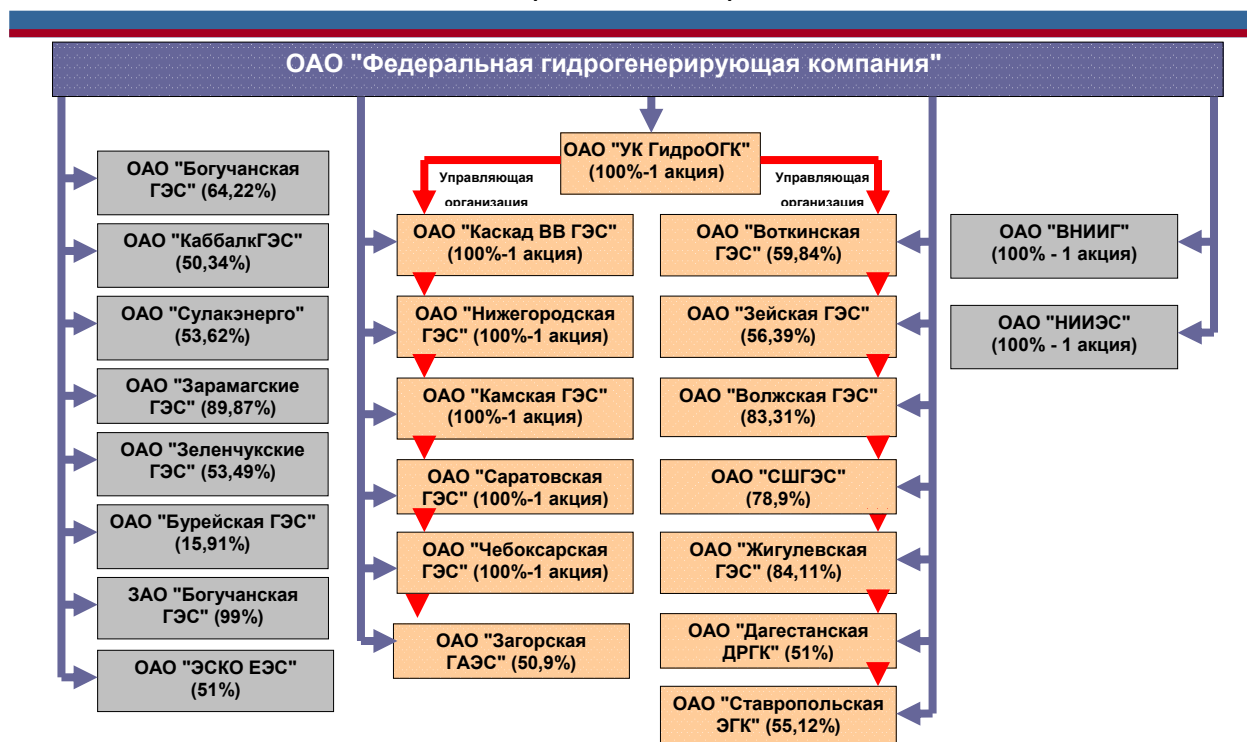 ОАО "Федеральная гидрогенерирующая компания"
ОАО "УК ГидроОГК"
(100%-1 акция)
Управляющая
организация
Управляющая
организация
ОАО "Богучанская
ГЭС" (64,22%)
ОАО "КаббалкГЭС"
(50,34%)
ОАО "Сулакэнерго"
(53,62%)
ОАО "Зарамагские
ГЭС" (89,87%)
ОАО "Зеленчукские
ГЭС" (53,49%)
ОАО "Бурейская ГЭС"
(15,91%)
ЗАО "Богучанская
ГЭС" (99%)
ОАО "ЭСКО ЕЭС"
(51%)
ОАО "Каскад ВВ ГЭС"
(100%-1 акция)
ОАО "Нижегородская
ГЭС" (100%-1 акция)
ОАО "Камская ГЭС"
(100%-1 акция)
ОАО "Саратовская
ГЭС" (100%-1 акция)
ОАО "Чебоксарская
ГЭС" (100%-1 акция)
ОАО "Загорская
ГАЭС" (50,9%)
ОАО "Воткинская
ГЭС" (59,84%)
ОАО "Зейская ГЭС"
(56,39%)
ОАО "Волжская ГЭС"
(83,31%)
ОАО "СШГЭС"
(78,9%)
ОАО "Жигулевская
ГЭС" (84,11%)
ОАО "Дагестанская
ДРГК" (51%)
ОАО "Ставропольская
ЭГК" (55,12%)
ОАО "ВНИИГ"
(100% - 1 акция)
ОАО "НИИЭС"
(100% - 1 акция)